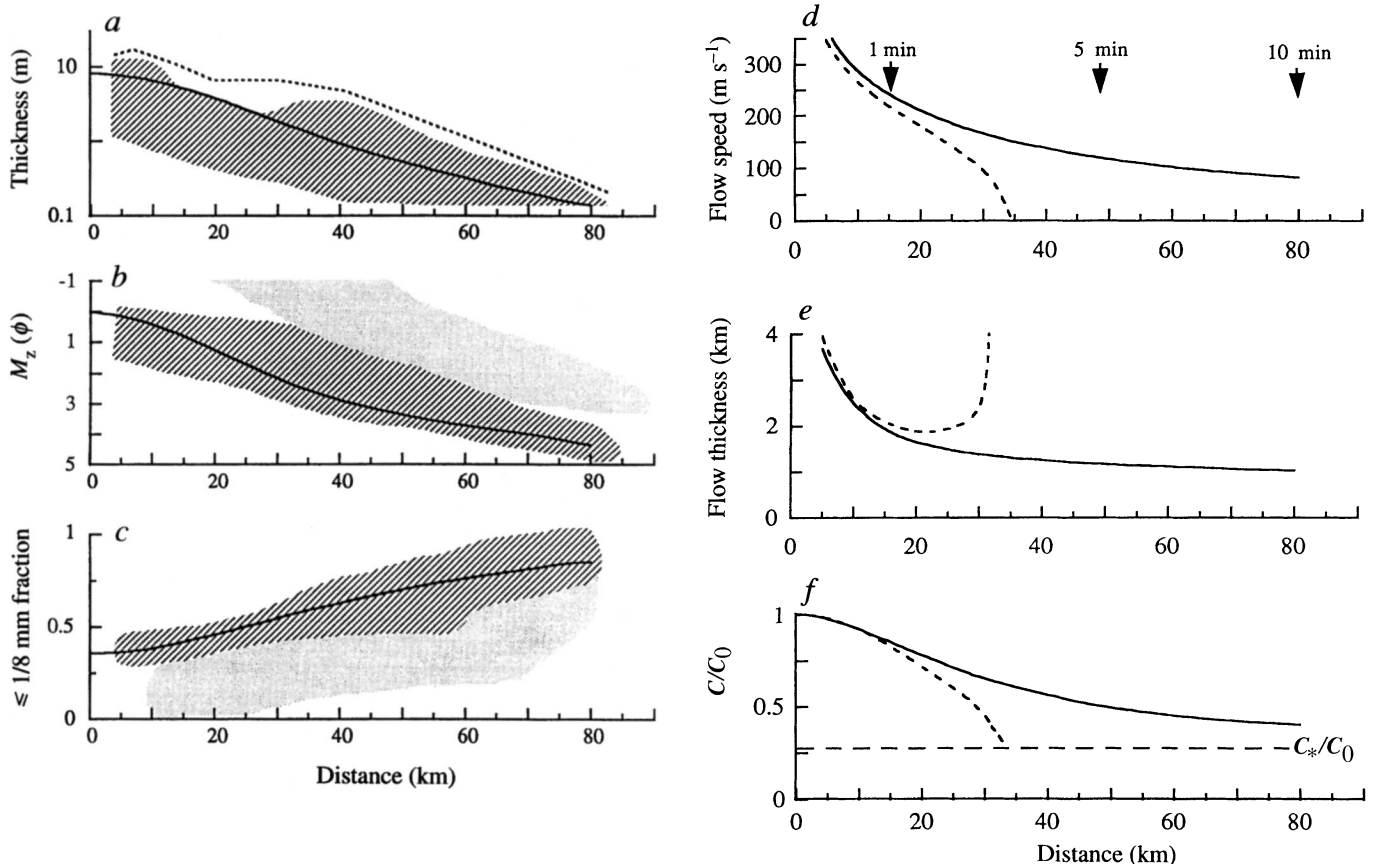 a
Thickness (m)
10
0.1
0 20 40 60 80
b
M_z (ϕ)
-1
1
3
5
0 20 40 60 80
c
⩽ 1/8 mm fraction
1
0.5
0
0 20 40 60 80
Distance (km)
d
Flow speed (m s⁻¹)
300
200
100
0
1 min 5 min 10 min
0 20 40 60 80
e
Flow thickness (km)
4
2
0
0 20 40 60 80
f
C/C₀
1
0.5
0
C*/C₀
0 20 40 60 80
Distance (km)